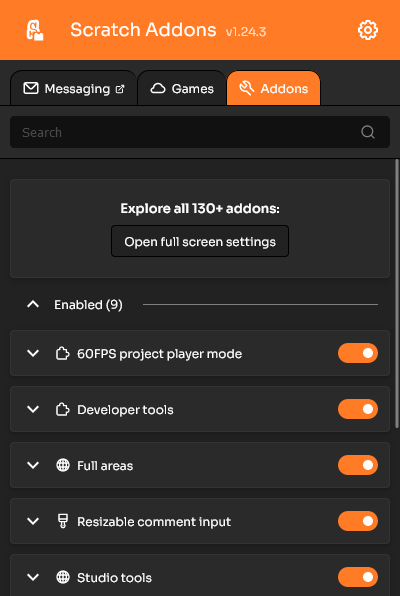 Scratch Addons v1.24.3
Messaging Games Addons
Search
Explore all 130+ addons:
Open full screen settings
Enabled (9)
60FPS project player mode
Developer tools
Full areas
Resizable comment input
Studio tools